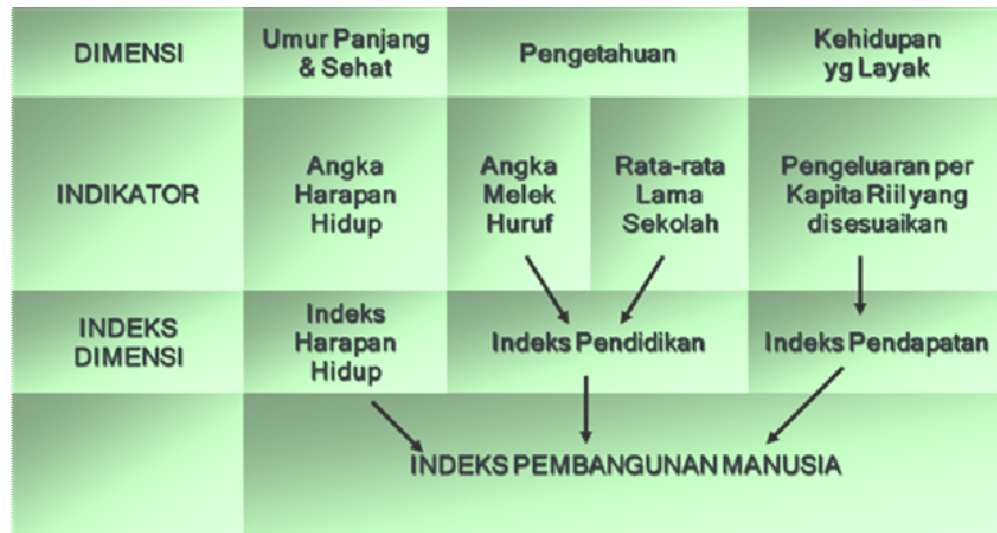 DIMENSI
Umur Panjang
& Sehat
Pengetahuan
Kehidupan
yg Layak
INDIKATOR
Angka
Harapan
Hidup
Angka
Melek
Huruf
Rata-rata
Lama
Sekolah
Pengeluaran per
Kapita Riil yang
disesuaikan
INDEKS
DIMENSI
Indeks
Harapan
Hidup
Indeks Pendidikan
Indeks Pendapatan
INDEKS PEMBANGUNAN MANUSIA